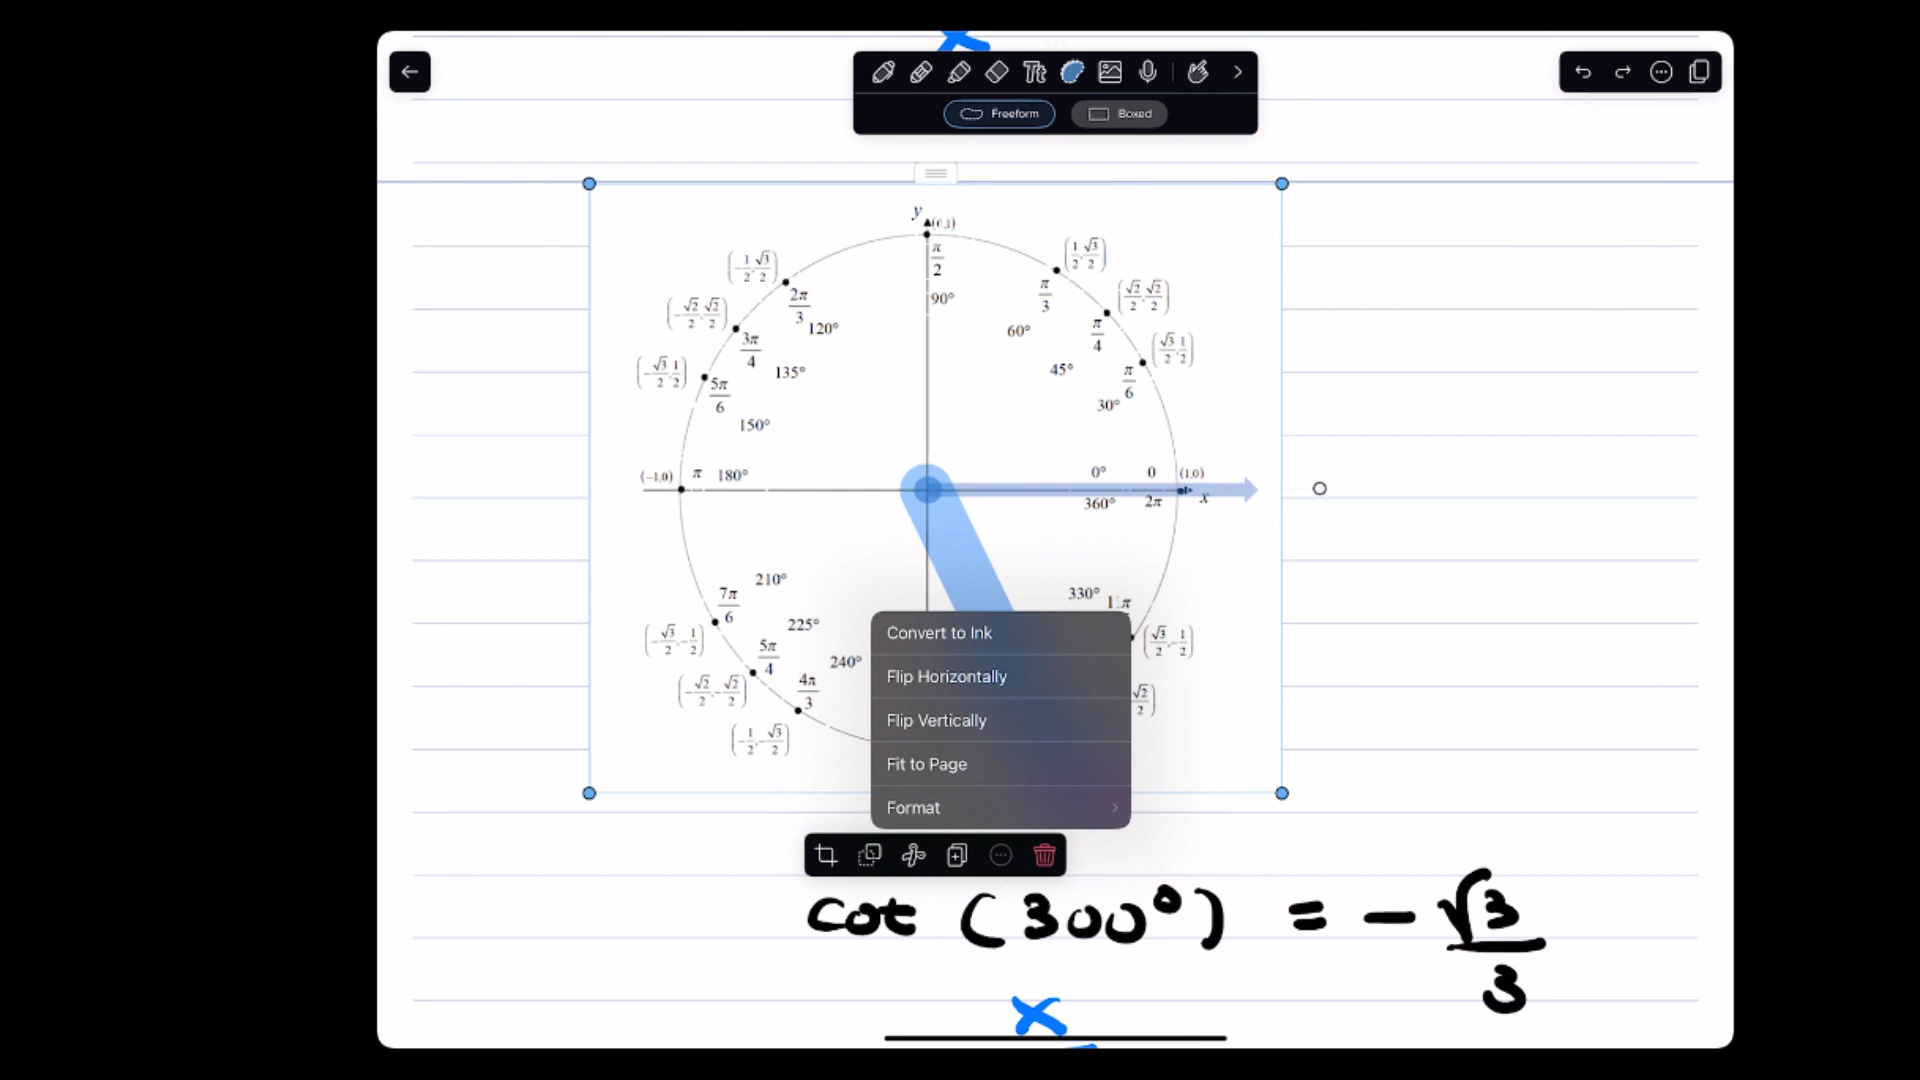 Tt
Freeform Boxed
y
(0,1)
π/2
90°
(1/2, √3/2)
π/3
60°
(√2/2, √2/2)
π/4
45°
(√3/2, 1/2)
π/6
30°
(-1/2, √3/2)
2π/3
120°
(-√2/2, √2/2)
3π/4
135°
(-√3/2, 1/2)
5π/6
150°
(-1,0) π 180°
0° 0 (1,0)
360° 2π x
210°
7π/6
(-√3/2, -1/2)
225°
5π/4
(-√2/2, -√2/2)
240°
4π/3
(-1/2, -√3/2)
330°
11π
(√3/2, -1/2)
√2/2)
Convert to Ink
Flip Horizontally
Flip Vertically
Fit to Page
Format
cot (300°) = - √3/3
x